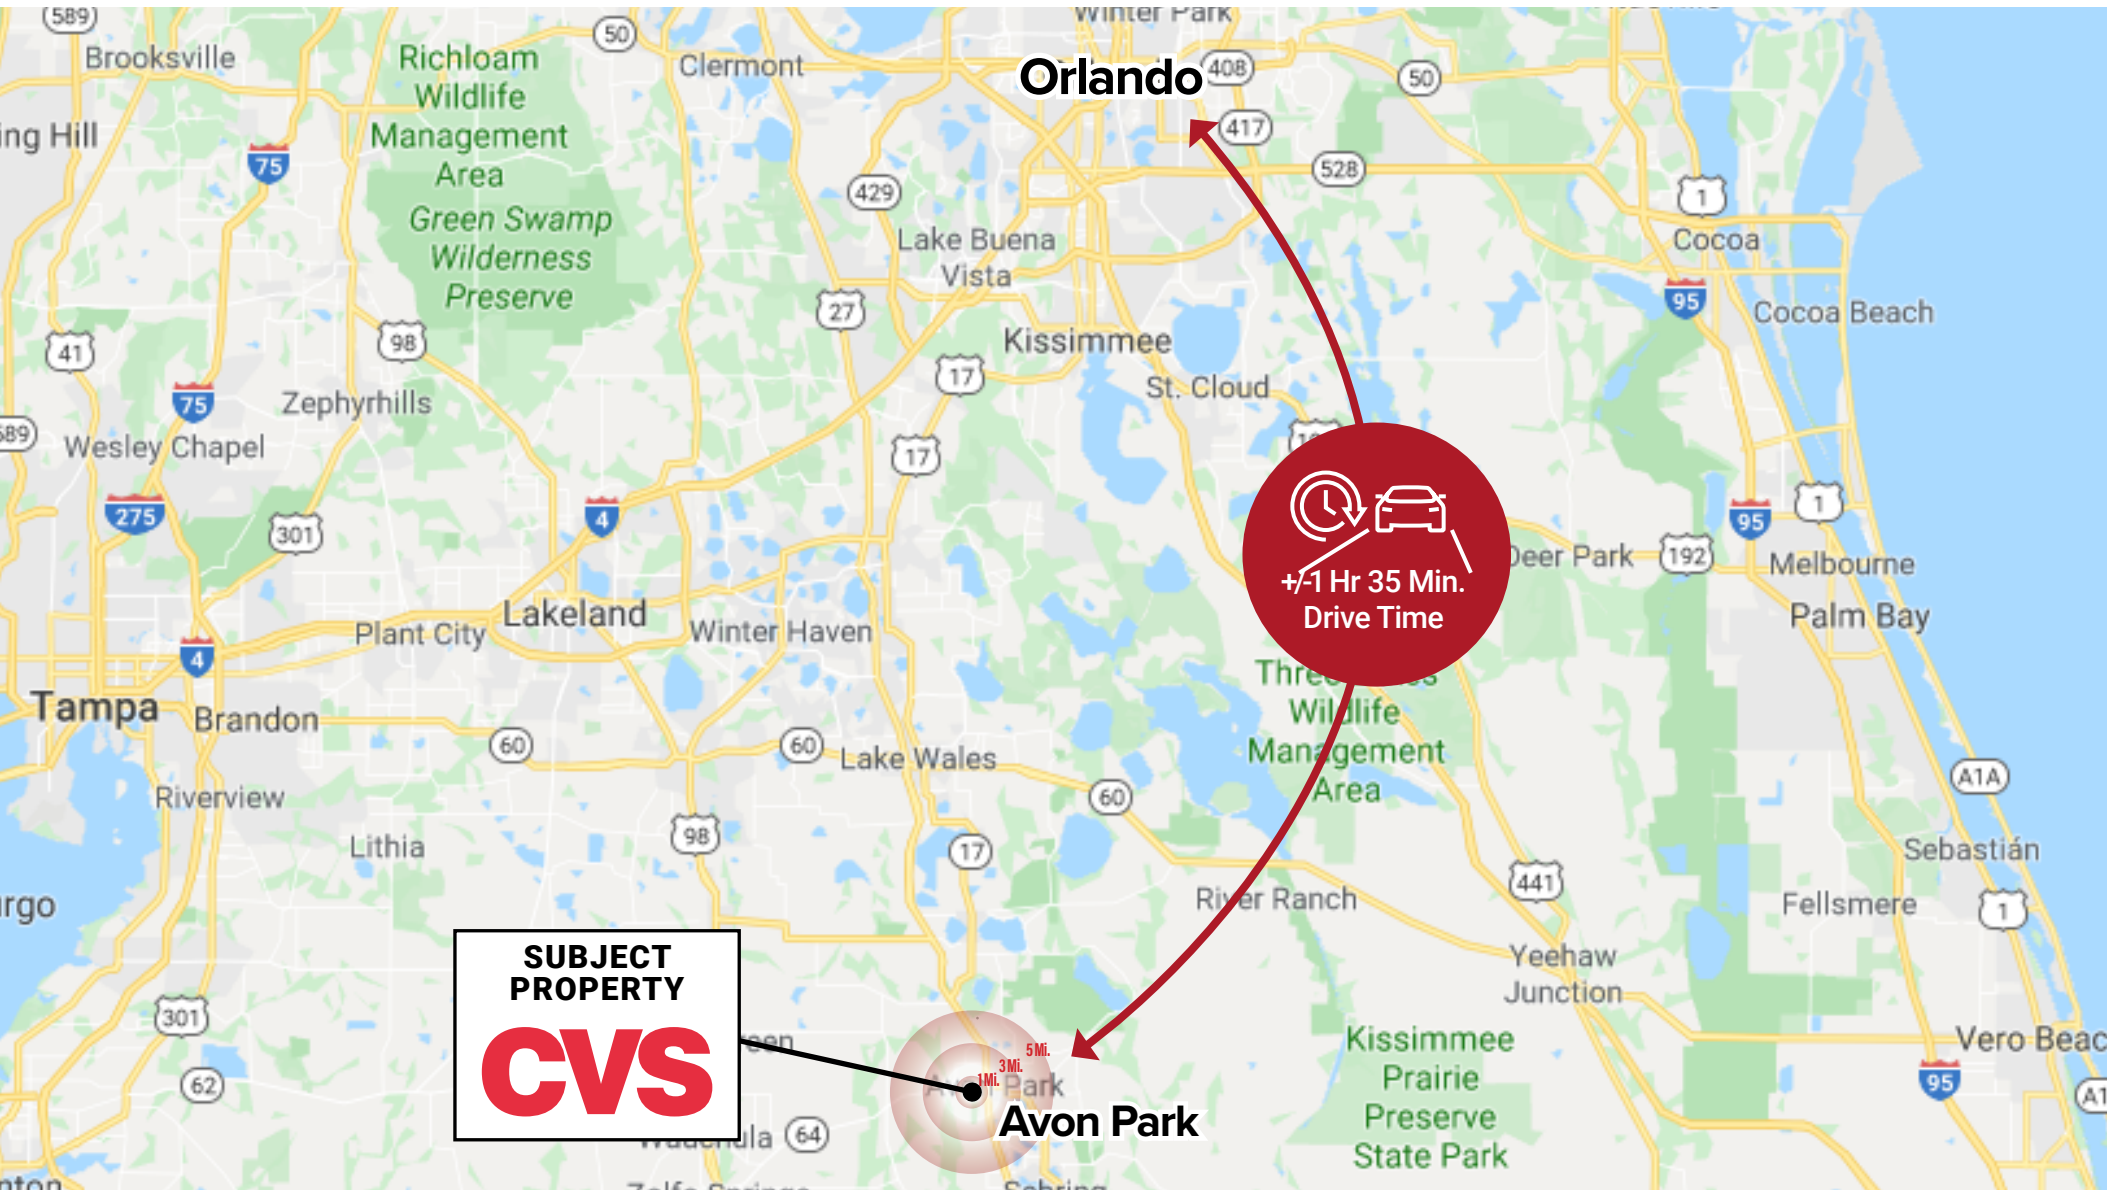 589
Brooksville
Richloam
Wildlife
Management
Area
50
Clermont
Winter Park
Orlando
408
50
417
ing Hill
75
Green Swamp
Wilderness
Preserve
429
528
1
Lake Buena
Vista
Cocoa
95
Cocoa Beach
27
41
98
Kissimmee
17
St. Cloud
75
Zephyrhills
589
Wesley Chapel
17
275
301
4
95
1
+/-1 Hr 35 Min.
Drive Time
Deer Park
192
Melbourne
Palm Bay
Lakeland
Plant City
Winter Haven
4
Tampa
Brandon
60
60
Lake Wales
60
Wildlife
Management
Area
A1A
Riverview
Lithia
98
17
441
River Ranch
Sebastián
Fellsmere
1
rgo
Yeehaw
Junction
SUBJECT
PROPERTY
CVS
301
62
5 Mi.
3 Mi.
1 Mi.
Avon Park
64
Kissimmee
Prairie
Preserve
State Park
Vero Beac
95
A1